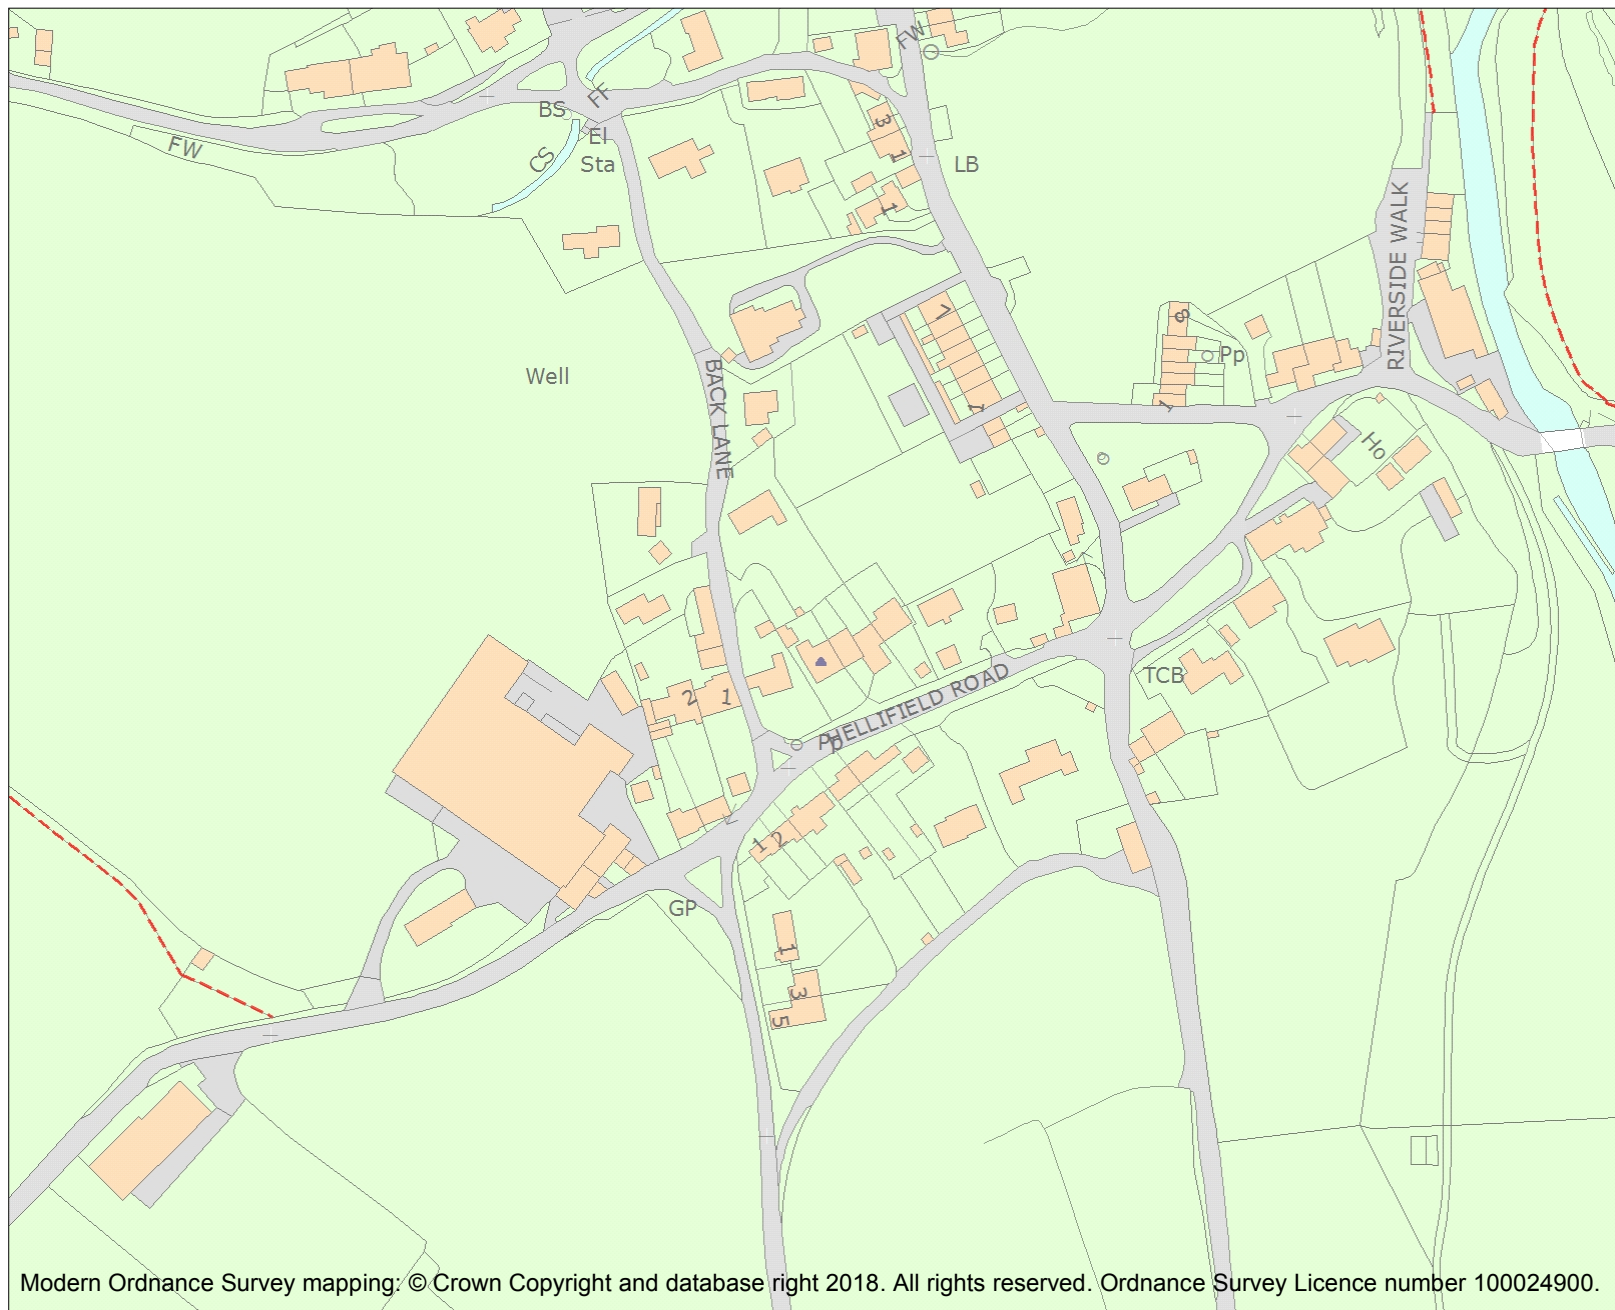 FW
FW
BS
FF
El
Sta
CS
3
1
1
LB
RIVERSIDE WALK
7
8
Pp
1
1
Well
BACK LANE
Ho
2
1
TCB
HELLIFIELD ROAD
Pp
1 2
GP
1
3
5
Modern Ordnance Survey mapping: © Crown Copyright and database right 2018. All rights reserved. Ordnance Survey Licence number 100024900.